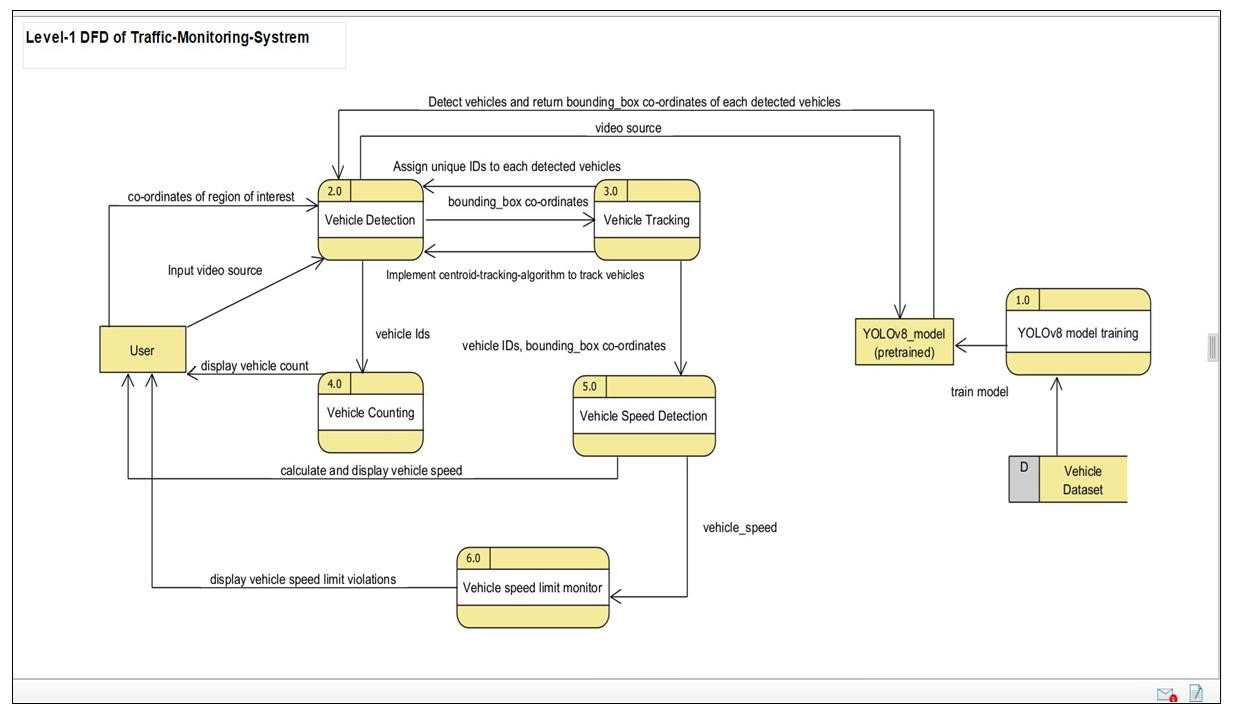 Level-1 DFD of Traffic-Monitoring-Systrem
Detect vehicles and return bounding_box co-ordinates of each detected vehicles
video source
Assign unique IDs to each detected vehicles
co-ordinates of region of interest
2.0
Vehicle Detection
bounding_box co-ordinates
3.0
Vehicle Tracking
Input video source
Implement centroid-tracking-algorithm to track vehicles
1.0
YOLOv8 model training
User
vehicle Ids
vehicle IDs, bounding_box co-ordinates
YOLOv8_model
(pretrained)
display vehicle count
4.0
Vehicle Counting
5.0
Vehicle Speed Detection
train model
calculate and display vehicle speed
D
Vehicle
Dataset
vehicle_speed
6.0
Vehicle speed limit monitor
display vehicle speed limit violations